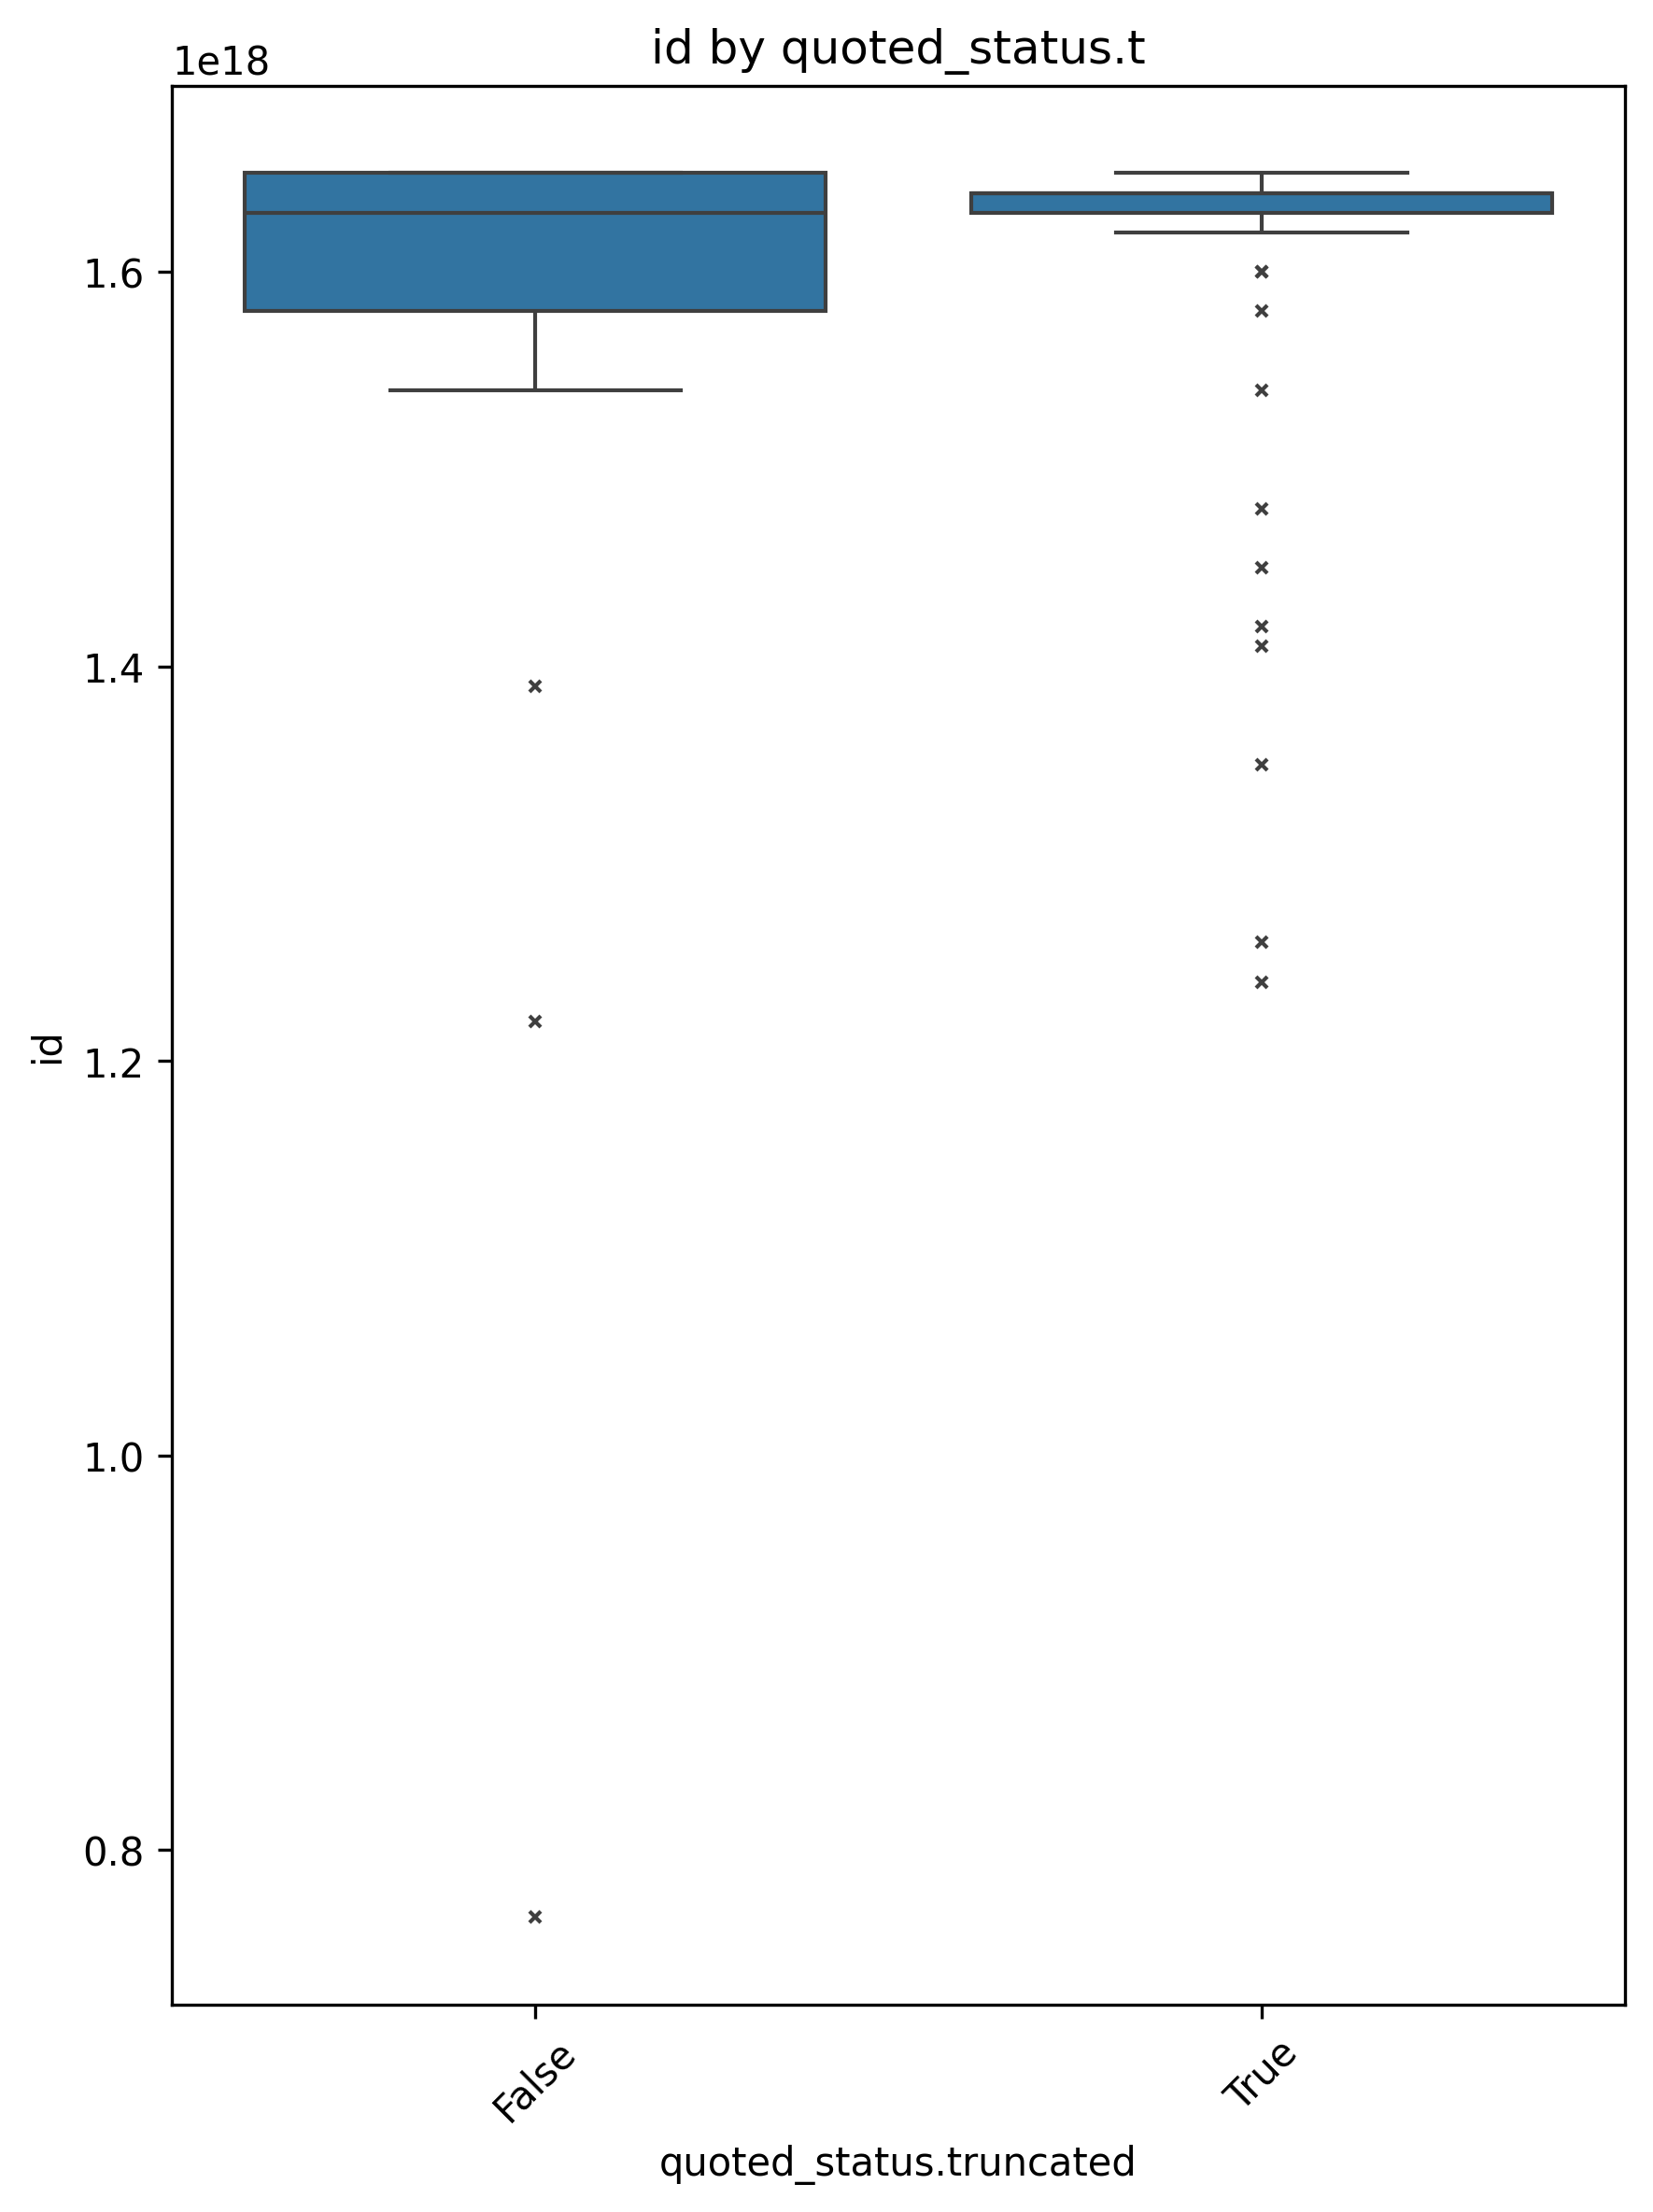 id by quoted_status.t
1e18
1.6
1.4
1.2
1.0
0.8
id
False
True
quoted_status.truncated